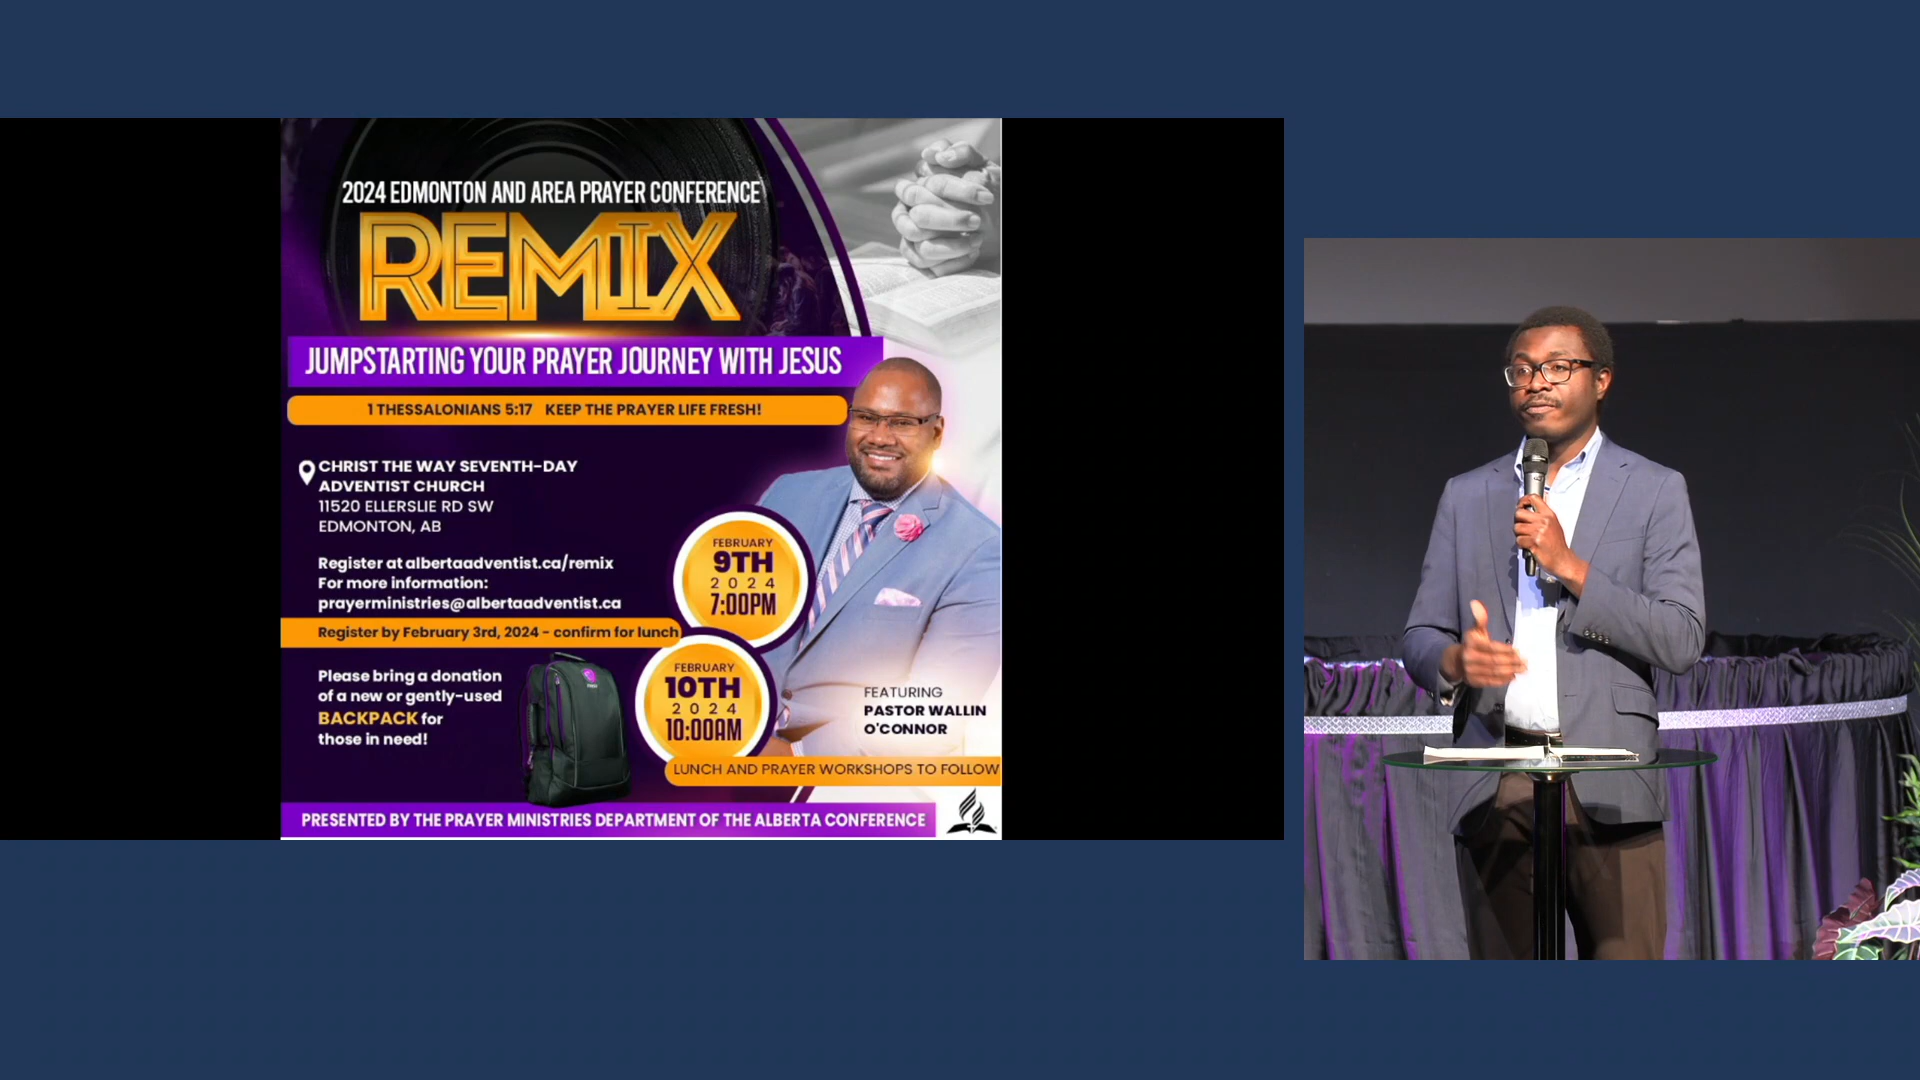 2024 EDMONTON AND AREA PRAYER CONFERENCE
REMIX
JUMPSTARTING YOUR PRAYER JOURNEY WITH JESUS
1 THESSALONIANS 5:17 KEEP THE PRAYER LIFE FRESH!
CHRIST THE WAY SEVENTH-DAY
ADVENTIST CHURCH
11520 ELLERSLIE RD SW
EDMONTON, AB
Register at albertaadventist.ca/remix
For more information:
prayerministries@albertaadventist.ca
Register by February 3rd, 2024 - confirm for lunch
FEBRUARY
9TH
2024
7:00PM
FEBRUARY
10TH
2024
10:00AM
Please bring a donation
of a new or gently-used
BACKPACK for
those in need!
FEATURING
PASTOR WALLIN
O'CONNOR
LUNCH AND PRAYER WORKSHOPS TO FOLLOW
PRESENTED BY THE PRAYER MINISTRIES DEPARTMENT OF THE ALBERTA CONFERENCE